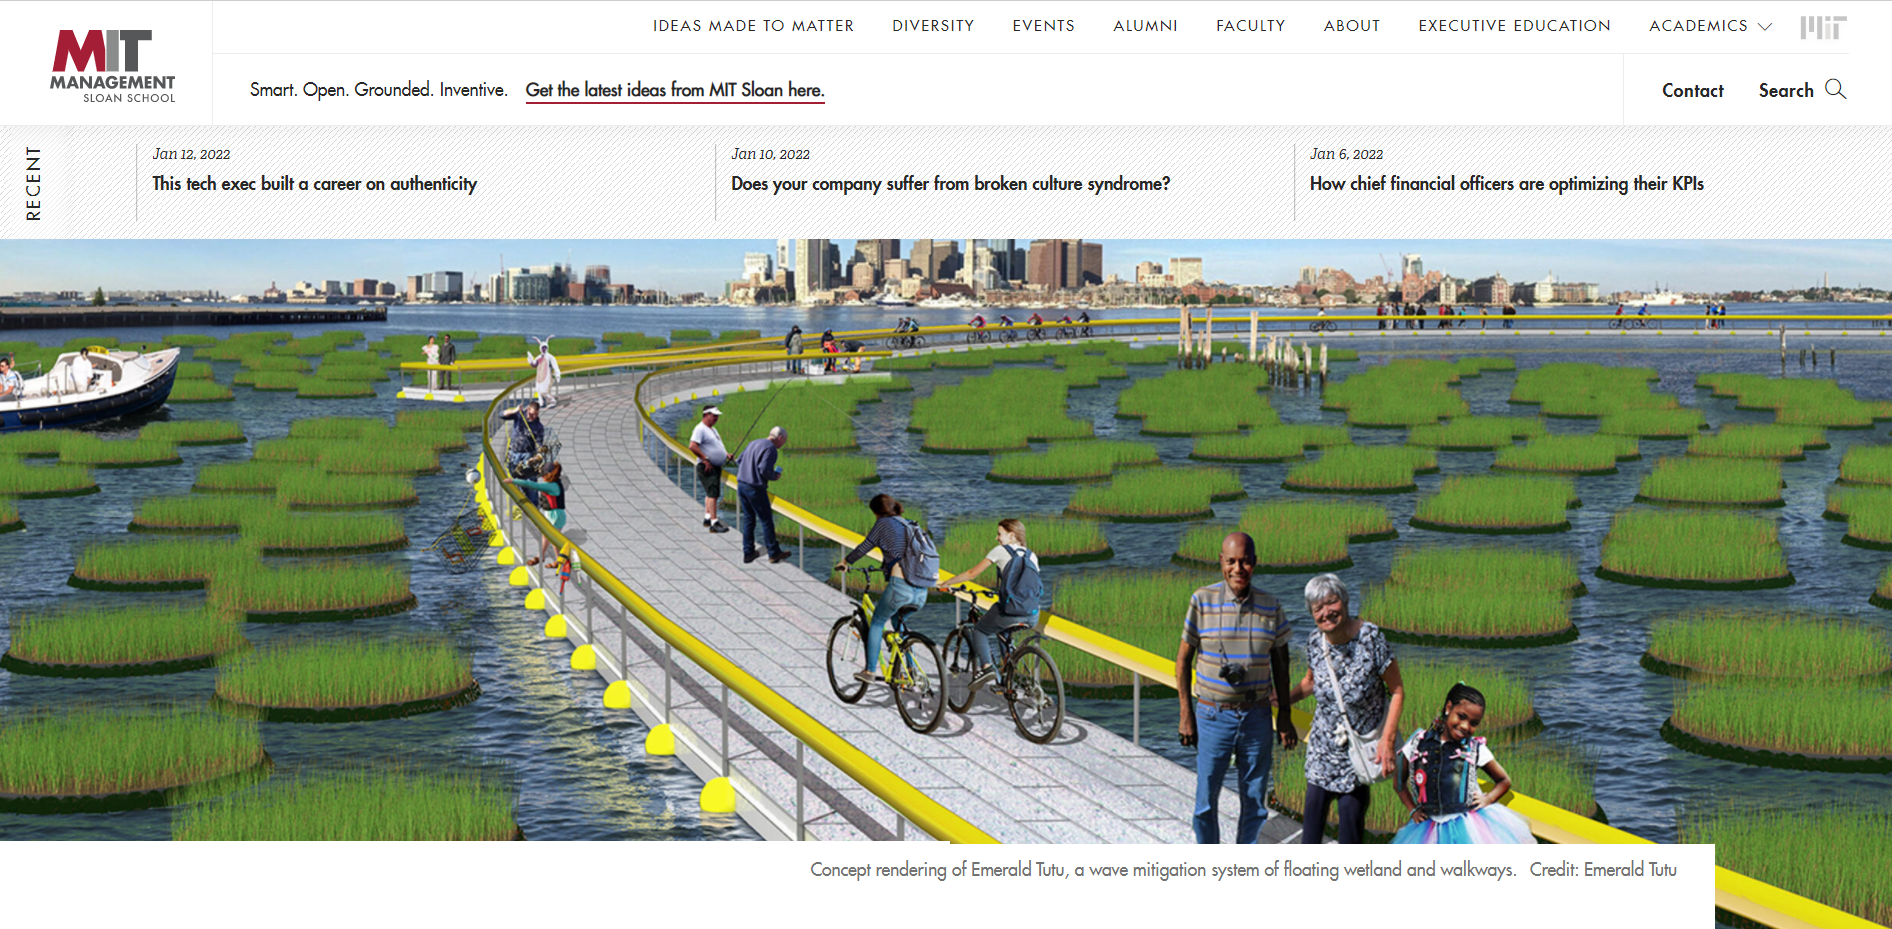 MIT
MANAGEMENT
SLOAN SCHOOL
IDEAS MADE TO MATTER DIVERSITY EVENTS ALUMNI FACULTY ABOUT EXECUTIVE EDUCATION ACADEMICS MIT
Smart. Open. Grounded. Inventive. Get the latest ideas from MIT Sloan here. Contact Search
RECENT
Jan 12, 2022
This tech exec built a career on authenticity
Jan 10, 2022
Does your company suffer from broken culture syndrome?
Jan 6, 2022
How chief financial officers are optimizing their KPIs
Concept rendering of Emerald Tutu, a wave mitigation system of floating wetland and walkways. Credit: Emerald Tutu